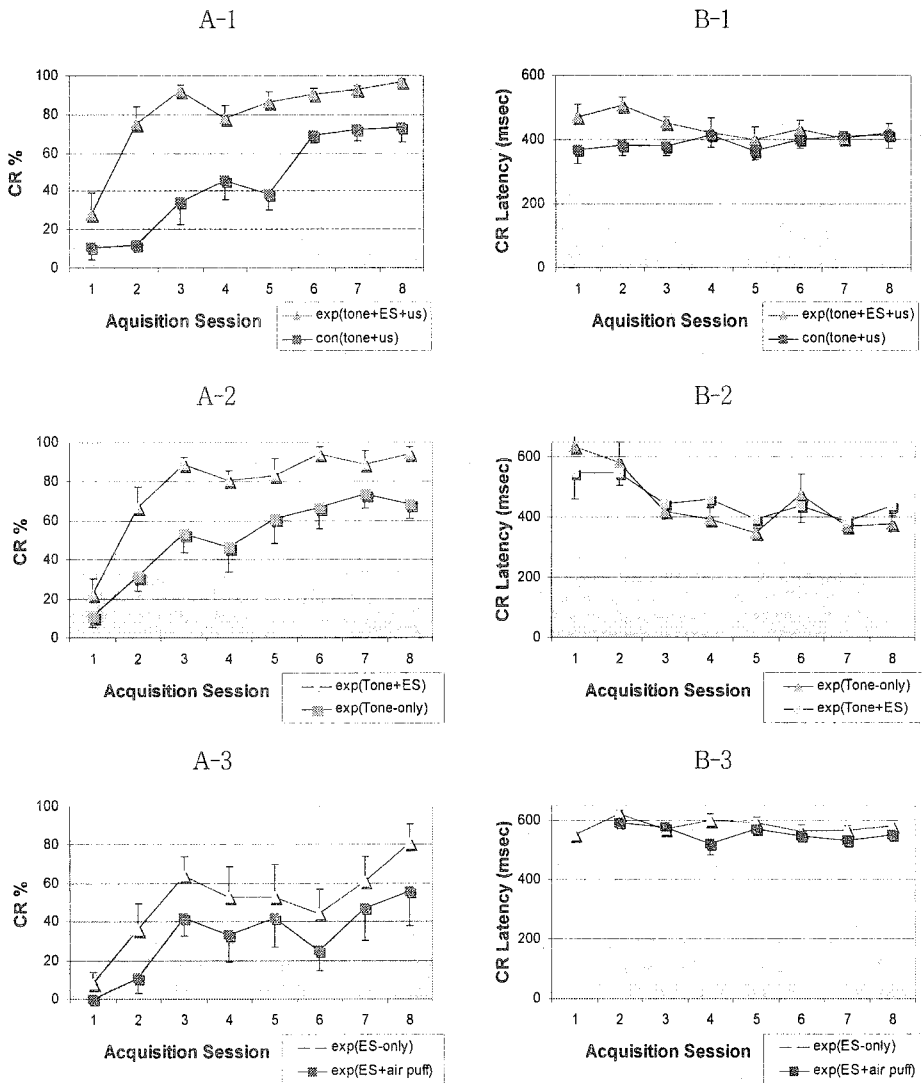 A-1
B-1
CR %
100
80
60
40
20
0
1 2 3 4 5 6 7 8
Aquisition Session
exp(tone+ES+us)
con(tone+us)
CR Latency (msec)
600
400
200
0
1 2 3 4 5 6 7 8
Acquisition Session
exp(tone+ES+us)
con(tone+us)
A-2
B-2
CR %
100
80
60
40
20
0
1 2 3 4 5 6 7 8
Acquisition Session
exp(Tone+ES)
exp(Tone-only)
CR Latency (msec)
600
400
200
0
1 2 3 4 5 6 7 8
Acquisition Session
exp(Tone-only)
exp(Tone+ES)
A-3
B-3
CR %
100
80
60
40
20
0
1 2 3 4 5 6 7 8
Acquisition Session
exp(ES-only)
exp(ES+air puff)
CR Latency (msec)
600
400
200
0
1 2 3 4 5 6 7 8
Acquisition Session
exp(ES-only)
exp(ES+air puff)